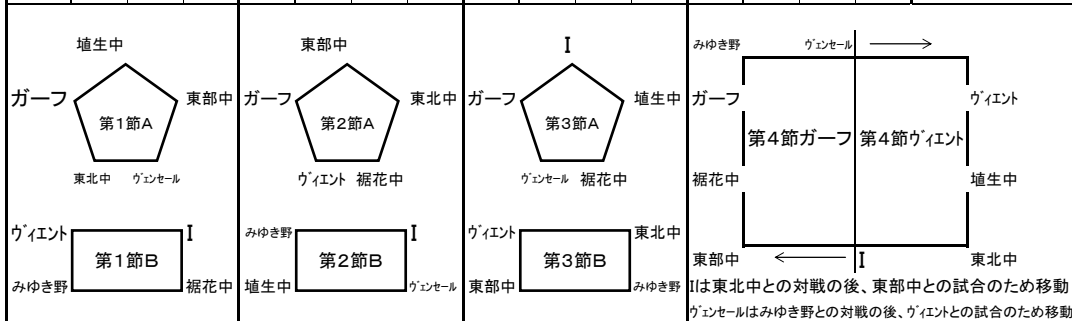 埴生中
ガーフ
東部中
第1節A
東北中 ヴェンセール
ヴィエント
I
第1節B
みゆき野
裾花中
東部中
ガーフ
東北中
第2節A
ヴィエント 裾花中
みゆき野
I
第2節B
埴生中
ヴェンセール
I
ガーフ
埴生中
第3節A
ヴェンセール 裾花中
ヴィエント
東北中
第3節B
東部中
みゆき野
みゆき野 ヴェンセール →
ガーフ
ヴィエント
第4節ガーフ 第4節ヴィエント
裾花中
埴生中
東部中 ← I 東北中
Iは東北中との対戦の後、東部中との試合のため移動
ヴェンセールはみゆき野との対戦の後、ヴィエントとの試合のため移動